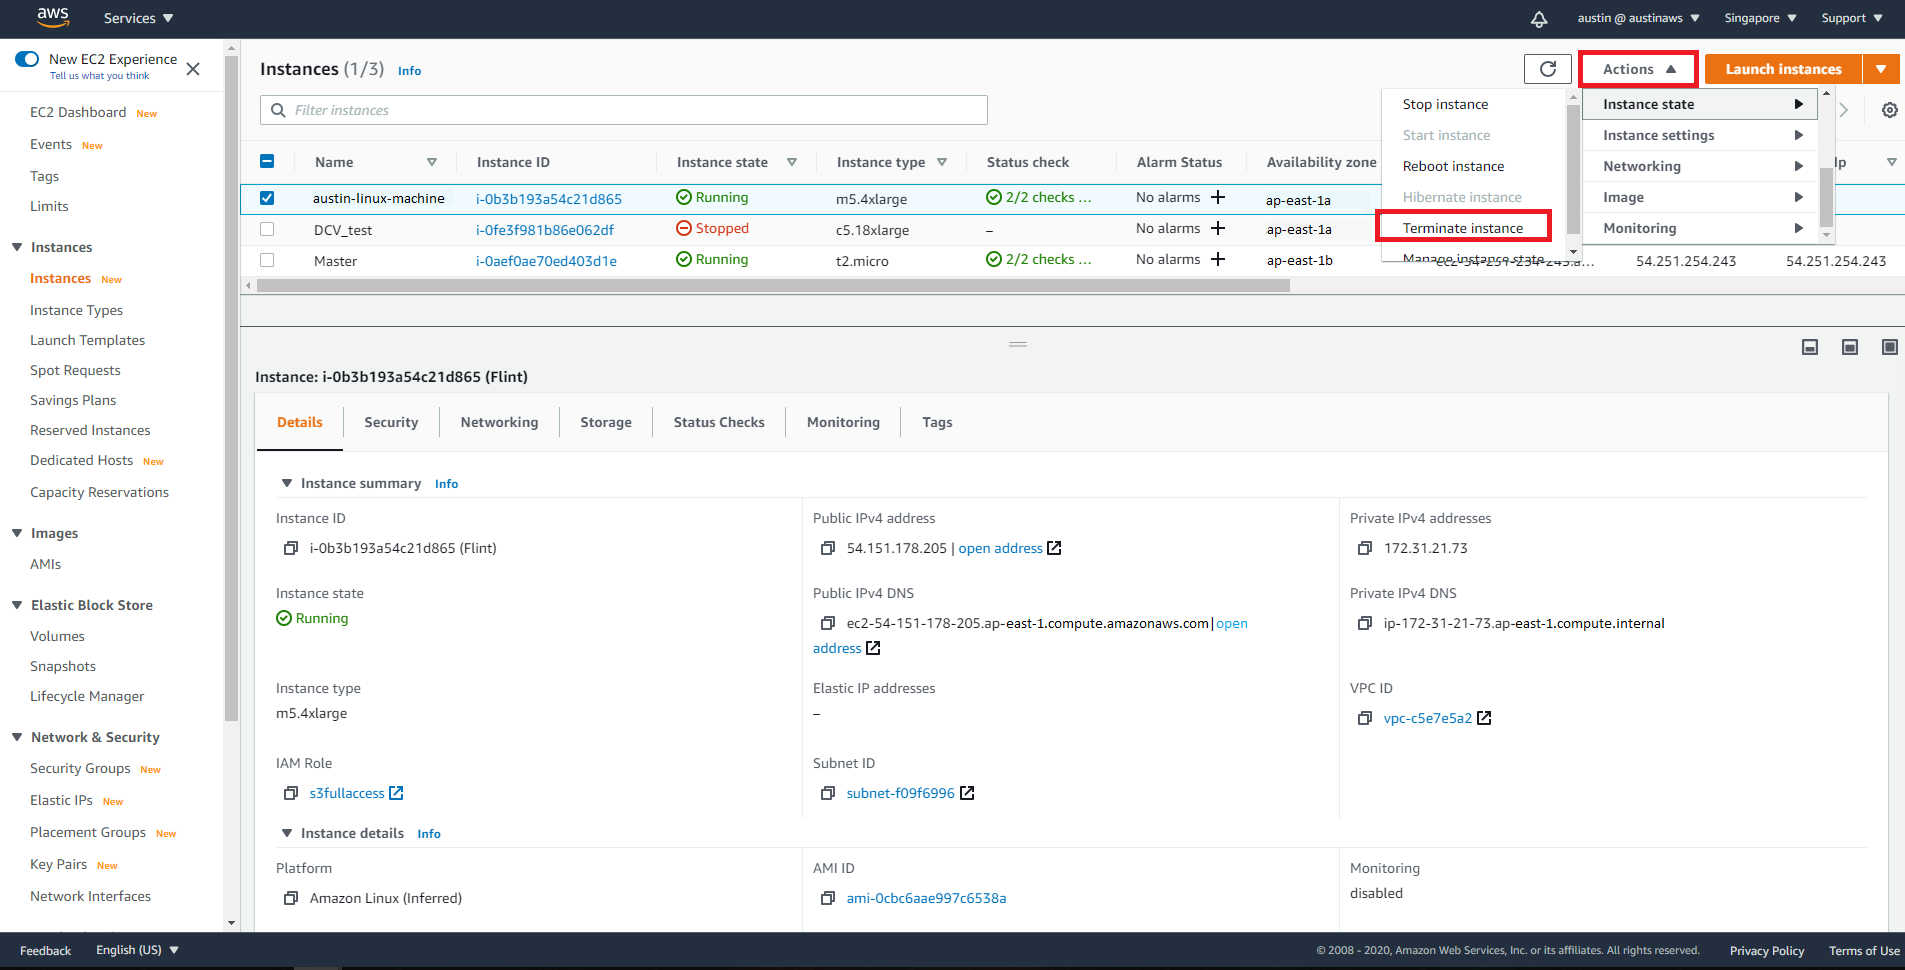 aws
Services
austin @ austinaws
Singapore
Support
New EC2 Experience
Tell us what you think
EC2 Dashboard New
Events New
Tags
Limits
Instances
Instances New
Instance Types
Launch Templates
Spot Requests
Savings Plans
Reserved Instances
Dedicated Hosts New
Capacity Reservations
Images
AMIs
Elastic Block Store
Volumes
Snapshots
Lifecycle Manager
Network & Security
Security Groups New
Elastic IPs New
Placement Groups New
Key Pairs New
Network Interfaces
Instances (1/3) Info
Actions
Launch instances
Filter instances
Stop instance
Start instance
Reboot instance
Hibernate instance
Terminate instance
Manage instance state
Instance state
Instance settings
Networking
Image
Monitoring
Name Instance ID Instance state Instance type Status check Alarm Status Availability zone
austin-linux-machine i-0b3b193a54c21d865 Running m5.4xlarge 2/2 checks ... No alarms + ap-east-1a
DCV_test i-0fe3f981b86e062df Stopped c5.18xlarge – No alarms + ap-east-1a
Master i-0aef0ae70ed403d1e Running t2.micro 2/2 checks ... No alarms + ap-east-1b ec2-54-251-254-243.a... 54.251.254.243 54.251.254.243
Instance: i-0b3b193a54c21d865 (Flint)
Details Security Networking Storage Status Checks Monitoring Tags
Instance summary Info
Instance ID
i-0b3b193a54c21d865 (Flint)
Public IPv4 address
54.151.178.205 | open address
Private IPv4 addresses
172.31.21.73
Instance state
Running
Public IPv4 DNS
ec2-54-151-178-205.ap-east-1.compute.amazonaws.com|open
address
Private IPv4 DNS
ip-172-31-21-73.ap-east-1.compute.internal
Instance type
m5.4xlarge
Elastic IP addresses
–
VPC ID
vpc-c5e7e5a2
IAM Role
s3fullaccess
Subnet ID
subnet-f09f6996
Instance details Info
Platform
Amazon Linux (Inferred)
AMI ID
ami-0cbc6aae997c6538a
Monitoring
disabled
Feedback
English (US)
© 2008 - 2020, Amazon Web Services, Inc. or its affiliates. All rights reserved.
Privacy Policy
Terms of Use